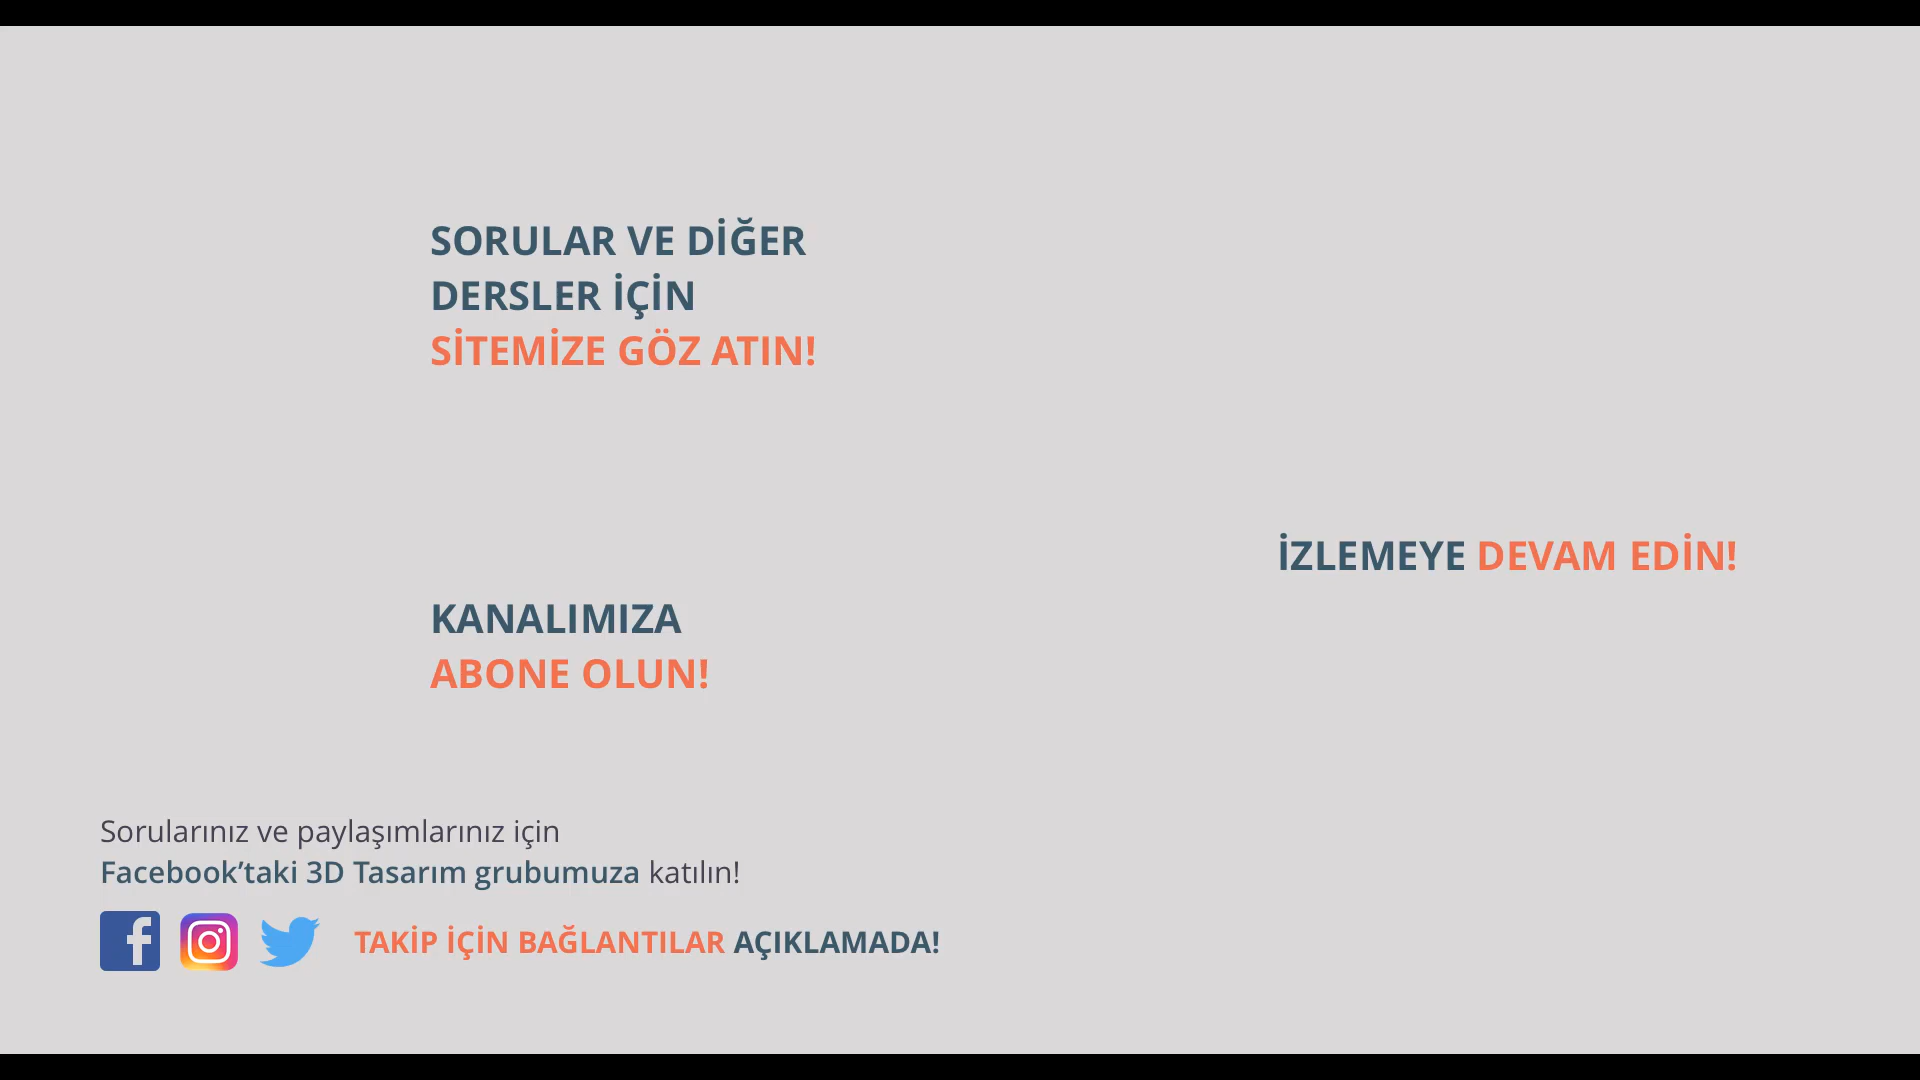 SORULAR VE DİĞER
DERSLER İÇİN
SİTEMİZE GÖZ ATIN!
KANALIMIZA
ABONE OLUN!
İZLEMEYE DEVAM EDİN!
Sorularınız ve paylaşımlarınız için
Facebook’taki 3D Tasarım grubumuza katılın!
TAKİP İÇİN BAĞLANTILAR AÇIKLAMADA!